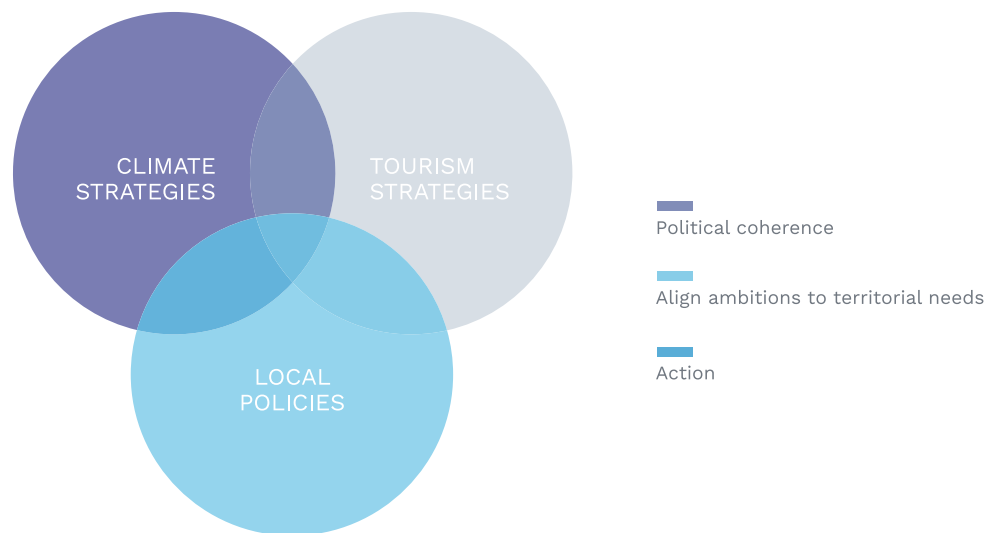 CLIMATE
STRATEGIES
TOURISM
STRATEGIES
LOCAL
POLICIES
Political coherence
Align ambitions to territorial needs
Action